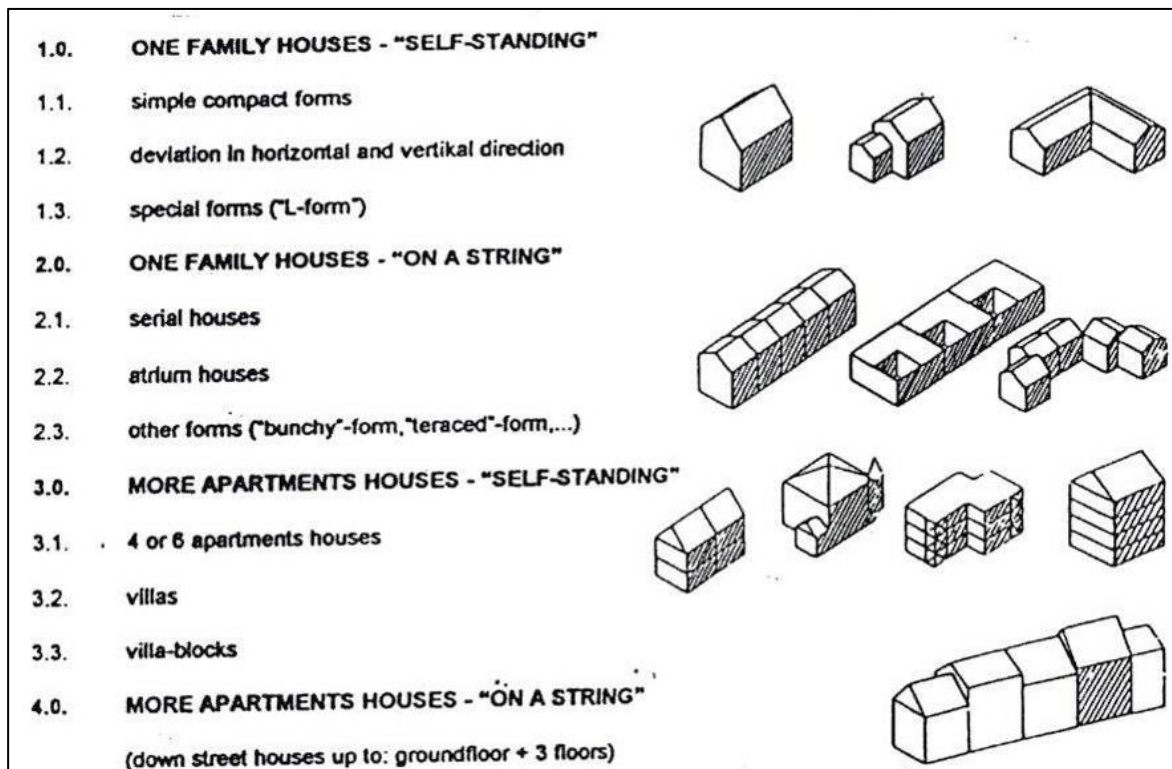 1.0. ONE FAMILY HOUSES - "SELF-STANDING"
1.1. simple compact forms
1.2. deviation in horizontal and vertikal direction
1.3. special forms ("L-form")
2.0. ONE FAMILY HOUSES - "ON A STRING"
2.1. serial houses
2.2. atrium houses
2.3. other forms ("bunchy"-form,"teraced"-form,...)
3.0. MORE APARTMENTS HOUSES - "SELF-STANDING"
3.1. 4 or 6 apartments houses
3.2. villas
3.3. villa-blocks
4.0. MORE APARTMENTS HOUSES - "ON A STRING"
(down street houses up to: groundfloor + 3 floors)